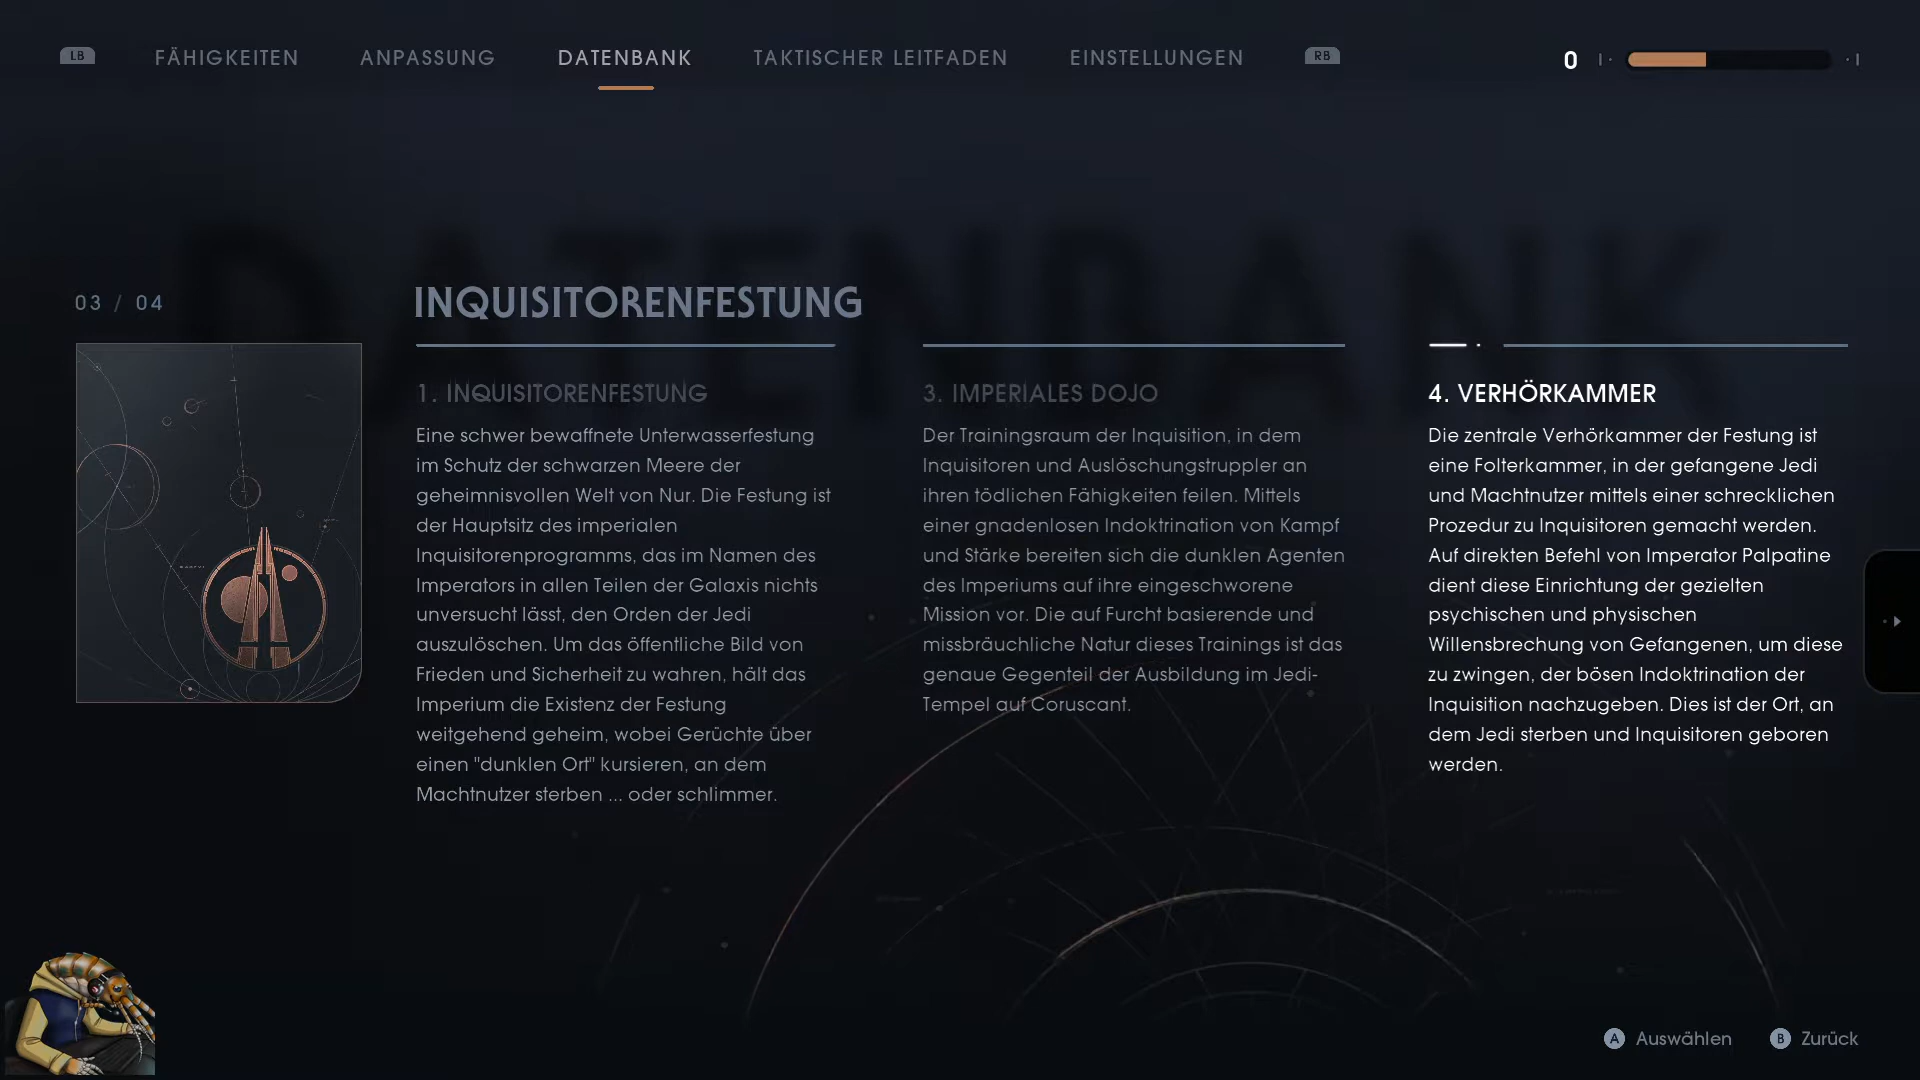 LB FÄHIGKEITEN ANPASSUNG DATENBANK TAKTISCHER LEITFADEN EINSTELLUNGEN RB 0
DATENBANK
03 / 04
INQUISITORENFESTUNG
1. INQUISITORENFESTUNG
Eine schwer bewaffnete Unterwasserfestung
im Schutz der schwarzen Meere der
geheimnisvollen Welt von Nur. Die Festung ist
der Hauptsitz des imperialen
Inquisitorenprogramms, das im Namen des
Imperators in allen Teilen der Galaxis nichts
unversucht lässt, den Orden der Jedi
auszulöschen. Um das öffentliche Bild von
Frieden und Sicherheit zu wahren, hält das
Imperium die Existenz der Festung
weitgehend geheim, wobei Gerüchte über
einen "dunklen Ort" kursieren, an dem
Machtnutzer sterben ... oder schlimmer.
3. IMPERIALES DOJO
Der Trainingsraum der Inquisition, in dem
Inquisitoren und Auslöschungstruppler an
ihren tödlichen Fähigkeiten feilen. Mittels
einer gnadenlosen Indoktrination von Kampf
und Stärke bereiten sich die dunklen Agenten
des Imperiums auf ihre eingeschworene
Mission vor. Die auf Furcht basierende und
missbräuchliche Natur dieses Trainings ist das
genaue Gegenteil der Ausbildung im Jedi-
Tempel auf Coruscant.
4. VERHÖRKAMMER
Die zentrale Verhörkammer der Festung ist
eine Folterkammer, in der gefangene Jedi
und Machtnutzer mittels einer schrecklichen
Prozedur zu Inquisitoren gemacht werden.
Auf direkten Befehl von Imperator Palpatine
dient diese Einrichtung der gezielten
psychischen und physischen
Willensbrechung von Gefangenen, um diese
zu zwingen, der bösen Indoktrination der
Inquisition nachzugeben. Dies ist der Ort, an
dem Jedi sterben und Inquisitoren geboren
werden.
A Auswählen B Zurück